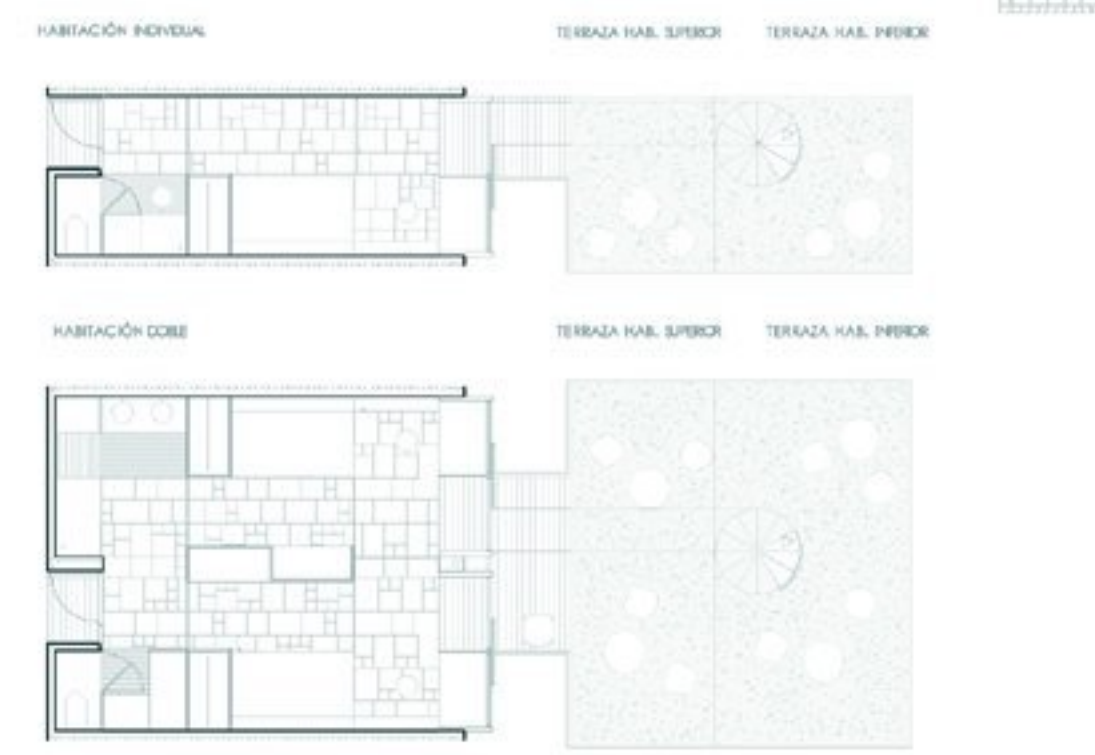 HABITACIÓN INDIVIDUAL TERRAZA HAB. SUPERIOR TERRAZA HAB. INFERIOR
HABITACIÓN DOBLE TERRAZA HAB. SUPERIOR TERRAZA HAB. INFERIOR